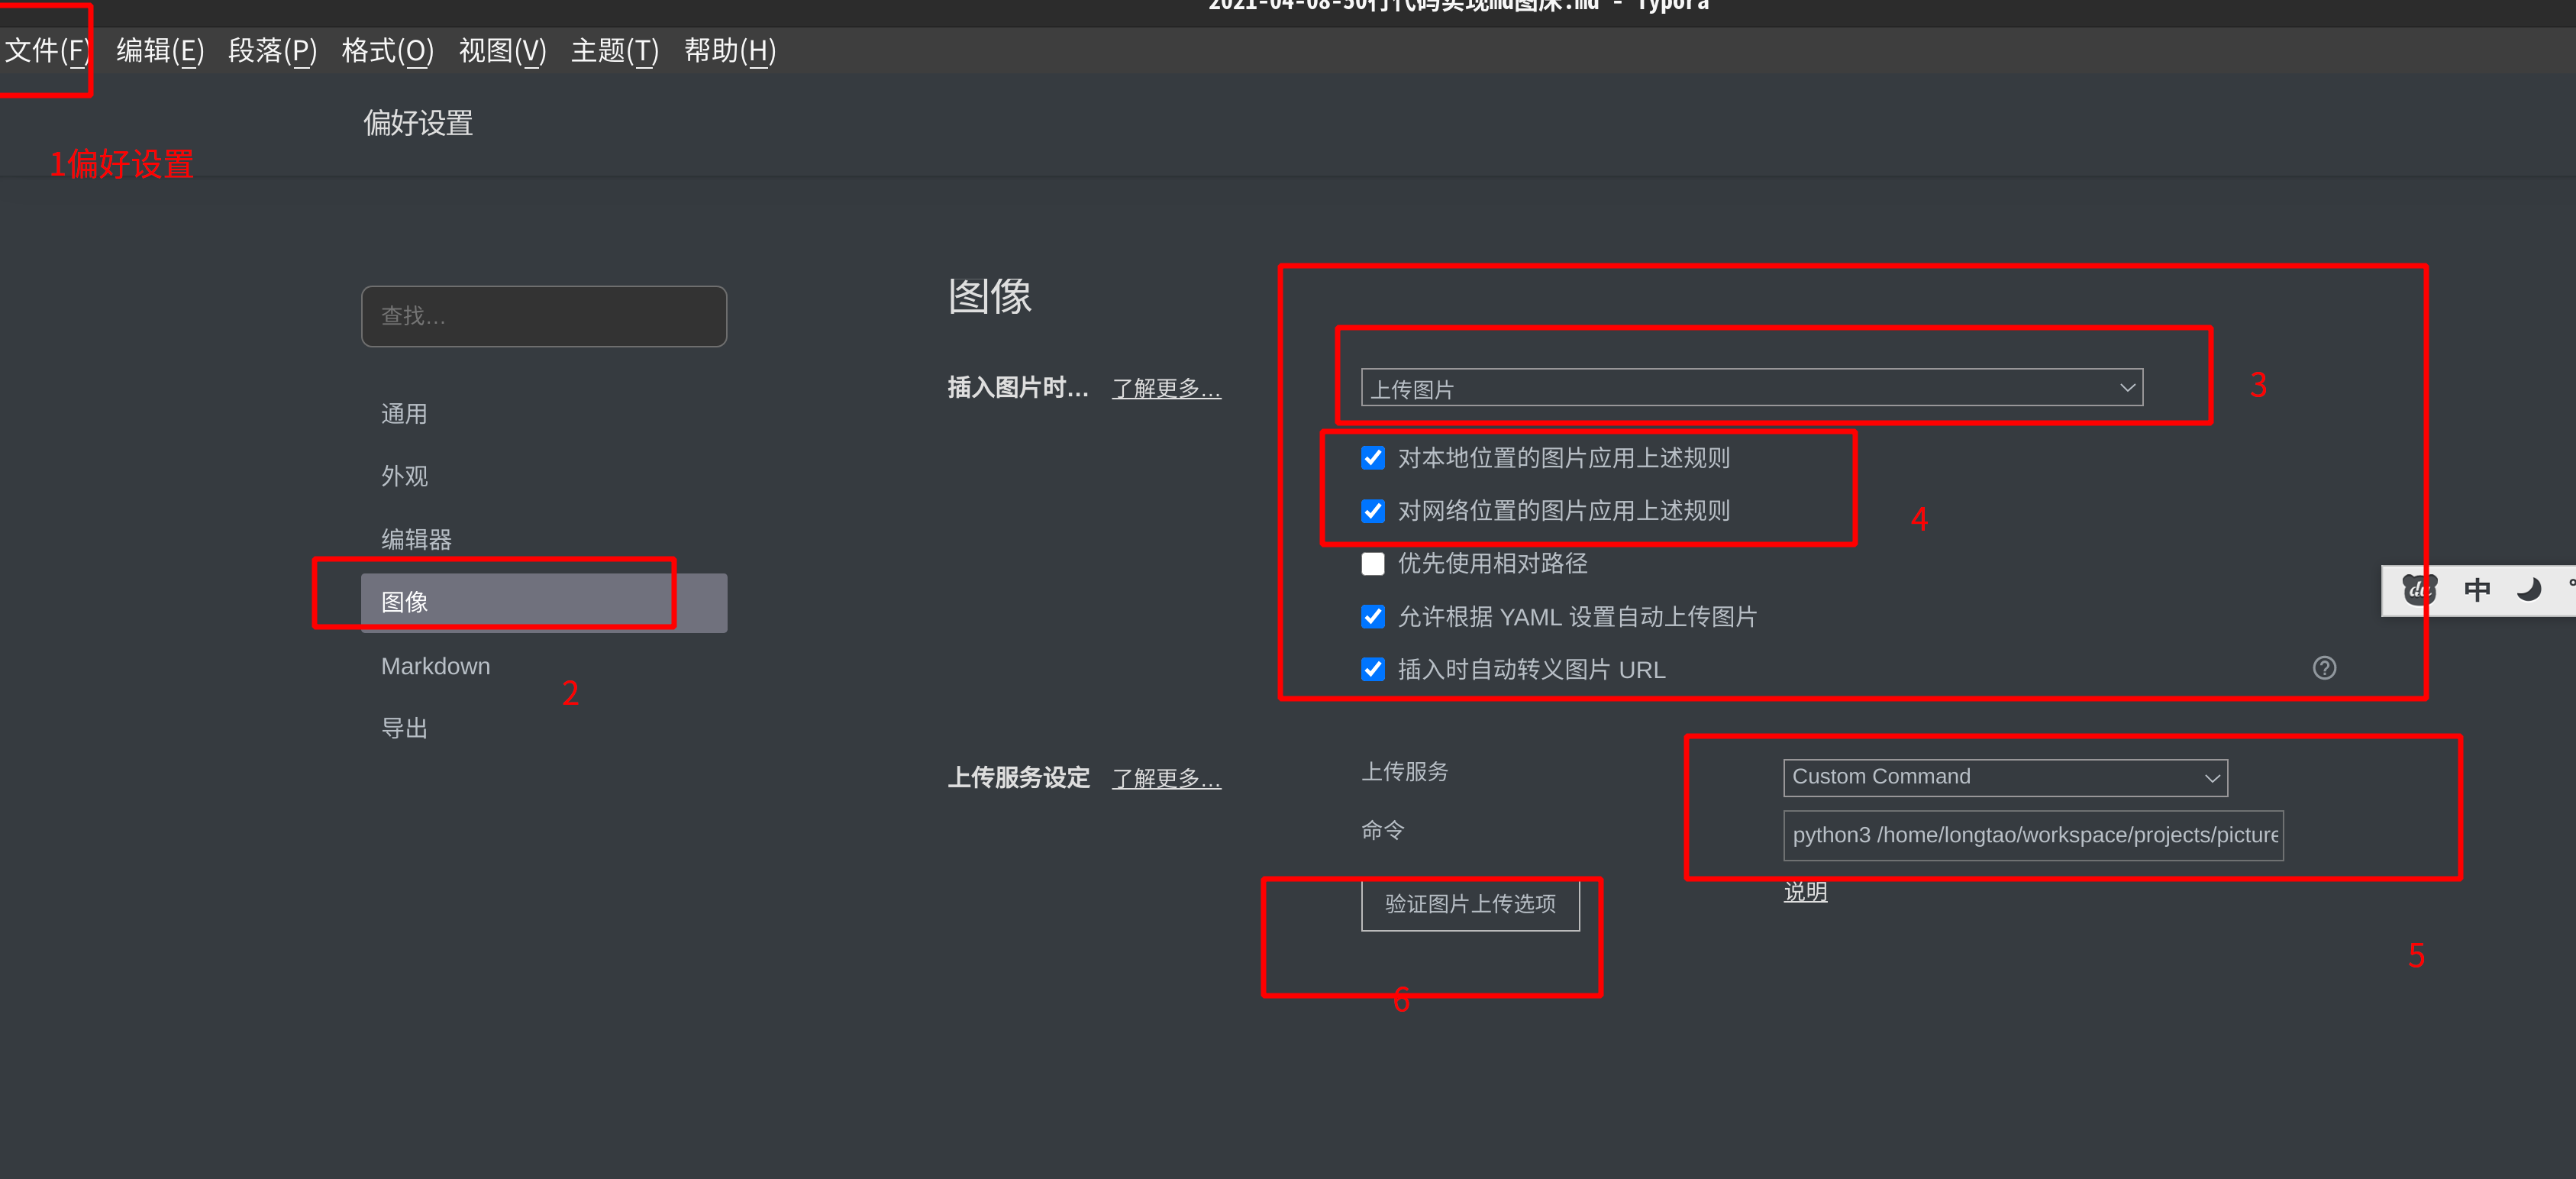 2021-04-08-50行代码实现md图床.md - Typora
文件(F) 编辑(E) 段落(P) 格式(O) 视图(V) 主题(T) 帮助(H)
偏好设置
1偏好设置
查找...
通用
外观
编辑器
图像
Markdown
2
导出
图像
插入图片时... 了解更多...
上传图片
3
对本地位置的图片应用上述规则
对网络位置的图片应用上述规则
4
优先使用相对路径
允许根据 YAML 设置自动上传图片
插入时自动转义图片 URL
?
du 中
上传服务设定 了解更多...
上传服务
Custom Command
命令
python3 /home/longtao/workspace/projects/picture
验证图片上传选项
说明
5
6